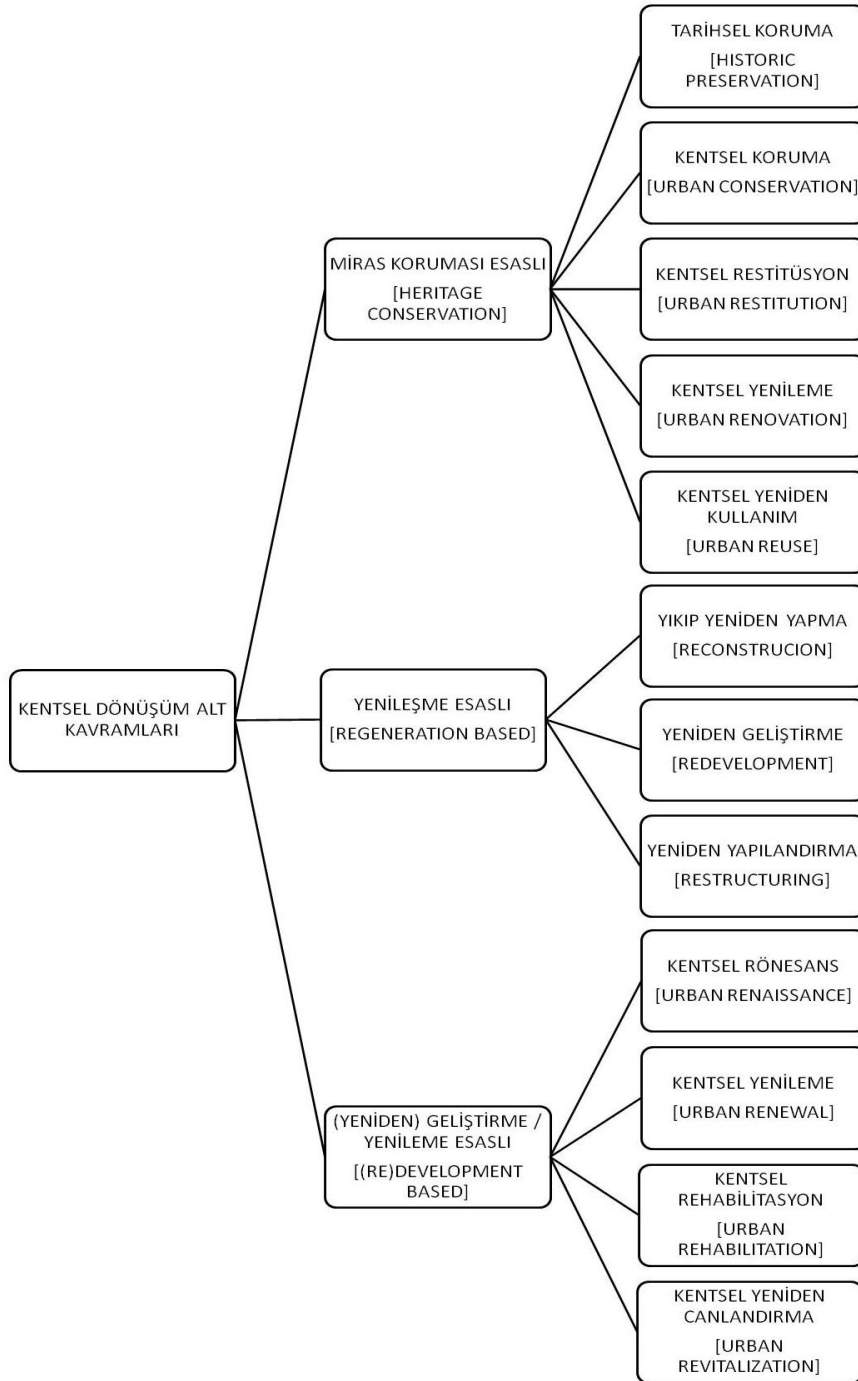 TARİHSEL KORUMA
[HISTORIC
PRESERVATION]
KENTSEL KORUMA
[URBAN CONSERVATION]
MİRAS KORUMASI ESASLI
[HERITAGE
CONSERVATION]
KENTSEL RESTİTÜSYON
[URBAN RESTITUTION]
KENTSEL YENİLEME
[URBAN RENOVATION]
KENTSEL YENİDEN
KULLANIM
[URBAN REUSE]
KENTSEL DÖNÜŞÜM ALT
KAVRAMLARI
YENİLEŞME ESASLI
[REGENERATION BASED]
YIKIP YENİDEN YAPMA
[RECONSTRUCION]
YENİDEN GELİŞTİRME
[REDEVELOPMENT]
YENİDEN YAPILANDIRMA
[RESTRUCTURING]
(YENİDEN) GELİŞTİRME /
YENİLEME ESASLI
[(RE)DEVELOPMENT
BASED]
KENTSEL RÖNESANS
[URBAN RENAISSANCE]
KENTSEL YENİLEME
[URBAN RENEWAL]
KENTSEL
REHABİLİTASYON
[URBAN
REHABILITATION]
KENTSEL YENİDEN
CANLANDIRMA
[URBAN
REVITALIZATION]